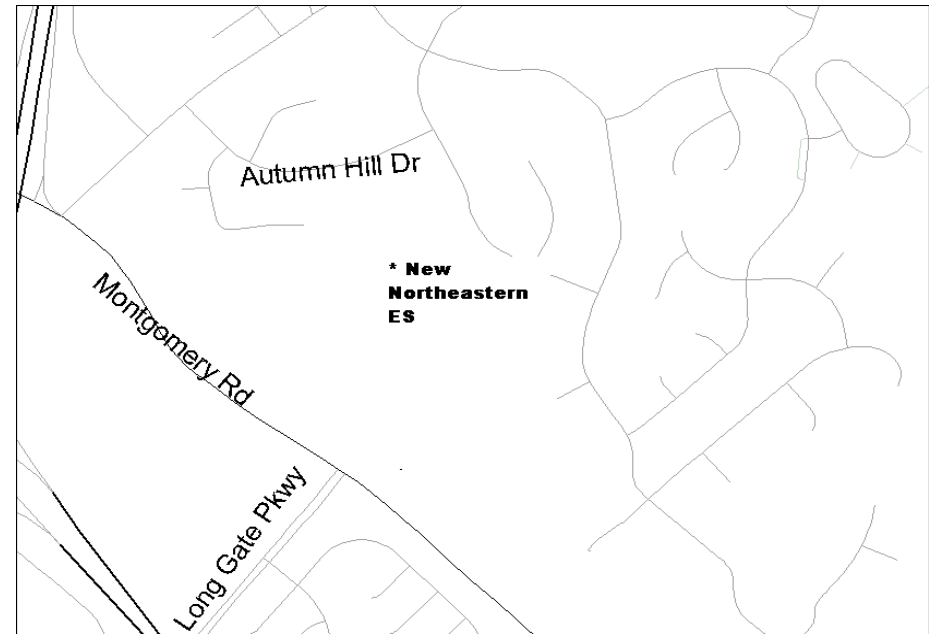 Autumn Hill Dr
* New
Northeastern
ES
Montgomery Rd
Long Gate Pkwy